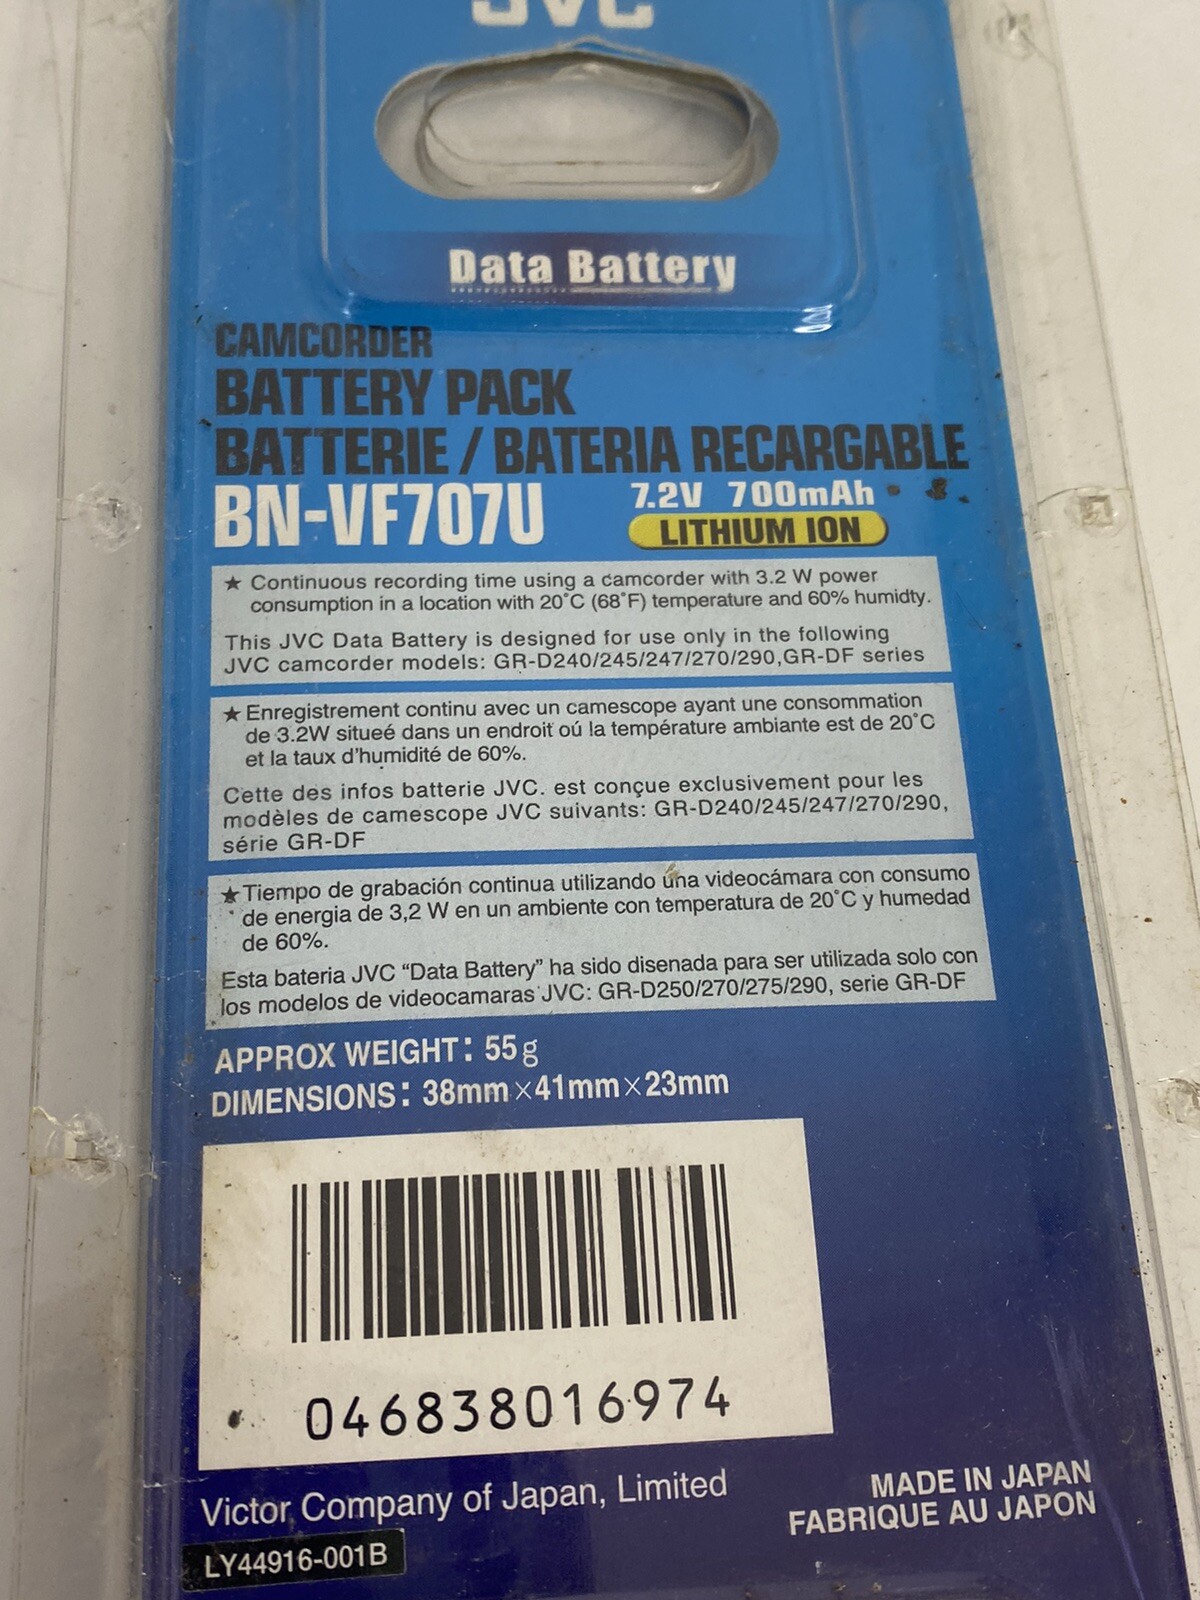 JVC
Data Battery
CAMCORDER
BATTERY PACK
BATTERIE / BATERIA RECARGABLE
BN-VF707U 7.2V 700mAh
LITHIUM ION
★ Continuous recording time using a camcorder with 3.2 W power
consumption in a location with 20˚C (68˚F) temperature and 60% humidty.
This JVC Data Battery is designed for use only in the following
JVC camcorder models: GR-D240/245/247/270/290,GR-DF series
★ Enregistrement continu avec un camescope ayant une consommation
de 3.2W situeé dans un endroit oú la température ambiante est de 20˚C
et la taux d'humidité de 60%.
Cette des infos batterie JVC. est conçue exclusivement pour les
modèles de camescope JVC suivants: GR-D240/245/247/270/290,
série GR-DF
★ Tiempo de grabación continua utilizando una videocámara con consumo
de energia de 3,2 W en un ambiente con temperatura de 20˚C y humedad
de 60%.
Esta bateria JVC “Data Battery” ha sido disenada para ser utilizada solo con
los modelos de videocamaras JVC: GR-D250/270/275/290, serie GR-DF
APPROX WEIGHT: 55g
DIMENSIONS: 38mm×41mm×23mm
046838016974
Victor Company of Japan, Limited
MADE IN JAPAN
FABRIQUE AU JAPON
LY44916-001B